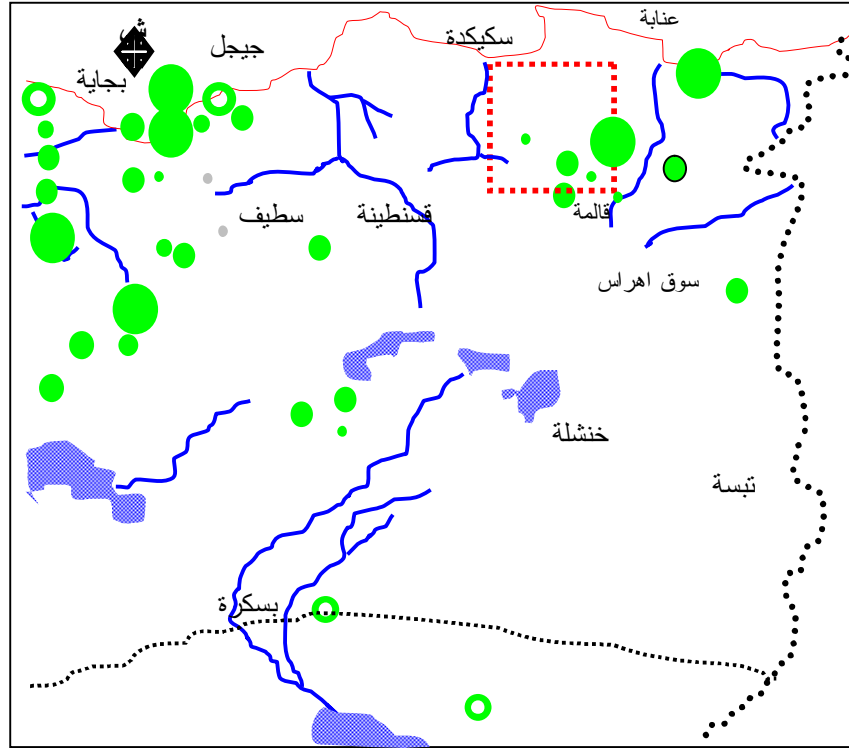 عنابة
سكيكدة
جيجل
ش
بجاية
قالمة
قسنطينة
سطيف
سوق اهراس
خنشلة
تبسة
بسكرة